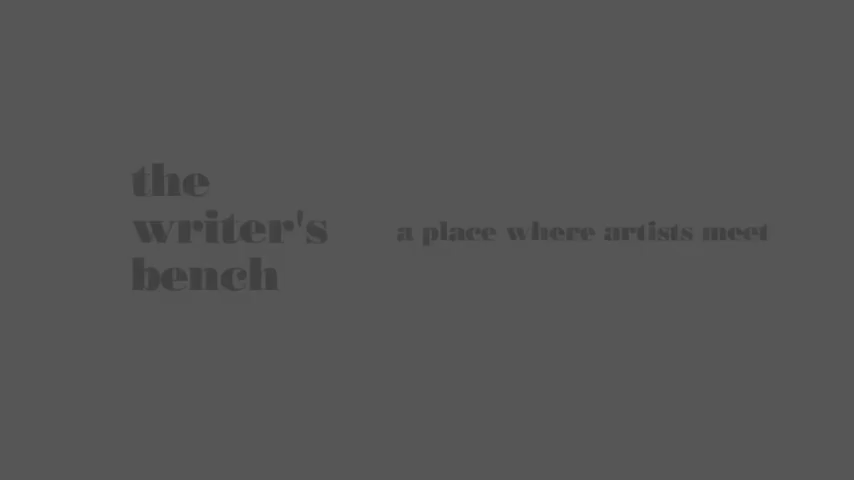 the
writer's
bench
a place where artists meet